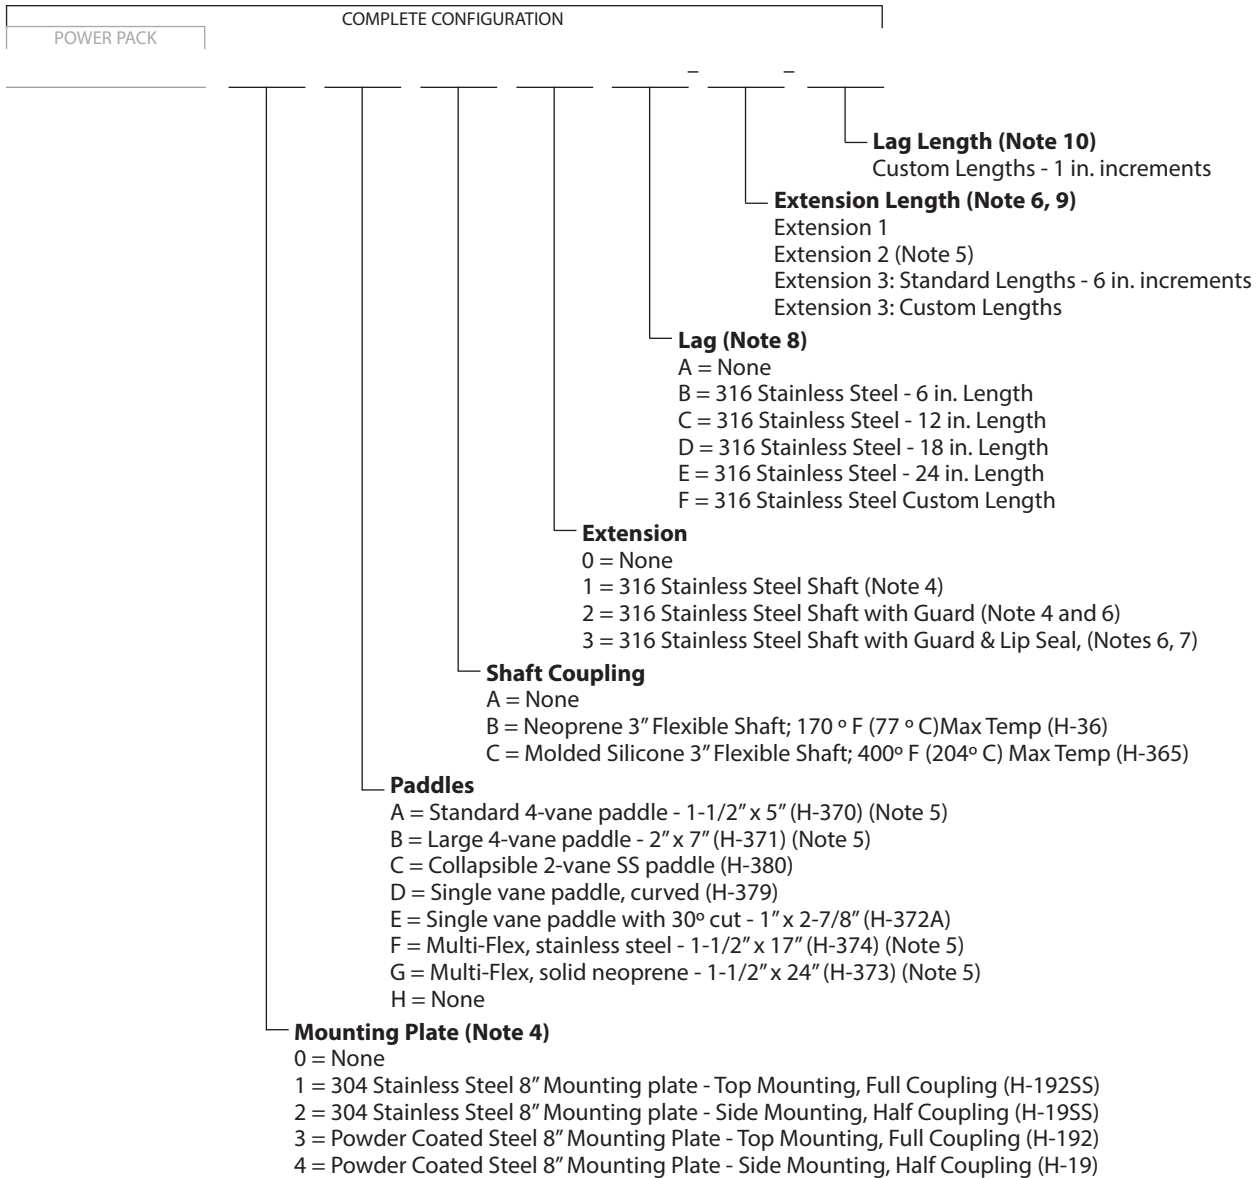 COMPLETE CONFIGURATION
POWER PACK
– –
Lag Length (Note 10)
Custom Lengths - 1 in. increments
Extension Length (Note 6, 9)
Extension 1
Extension 2 (Note 5)
Extension 3: Standard Lengths - 6 in. increments
Extension 3: Custom Lengths
Lag (Note 8)
A = None
B = 316 Stainless Steel - 6 in. Length
C = 316 Stainless Steel - 12 in. Length
D = 316 Stainless Steel - 18 in. Length
E = 316 Stainless Steel - 24 in. Length
F = 316 Stainless Steel Custom Length
Extension
0 = None
1 = 316 Stainless Steel Shaft (Note 4)
2 = 316 Stainless Steel Shaft with Guard (Note 4 and 6)
3 = 316 Stainless Steel Shaft with Guard & Lip Seal, (Notes 6, 7)
Shaft Coupling
A = None
B = Neoprene 3” Flexible Shaft; 170 º F (77 º C)Max Temp (H-36)
C = Molded Silicone 3” Flexible Shaft; 400º F (204º C) Max Temp (H-365)
Paddles
A = Standard 4-vane paddle - 1-1/2” x 5” (H-370) (Note 5)
B = Large 4-vane paddle - 2” x 7” (H-371) (Note 5)
C = Collapsible 2-vane SS paddle (H-380)
D = Single vane paddle, curved (H-379)
E = Single vane paddle with 30º cut - 1” x 2-7/8” (H-372A)
F = Multi-Flex, stainless steel - 1-1/2” x 17” (H-374) (Note 5)
G = Multi-Flex, solid neoprene - 1-1/2” x 24” (H-373) (Note 5)
H = None
Mounting Plate (Note 4)
0 = None
1 = 304 Stainless Steel 8” Mounting plate - Top Mounting, Full Coupling (H-192SS)
2 = 304 Stainless Steel 8” Mounting plate - Side Mounting, Half Coupling (H-19SS)
3 = Powder Coated Steel 8” Mounting Plate - Top Mounting, Full Coupling (H-192)
4 = Powder Coated Steel 8” Mounting Plate - Side Mounting, Half Coupling (H-19)